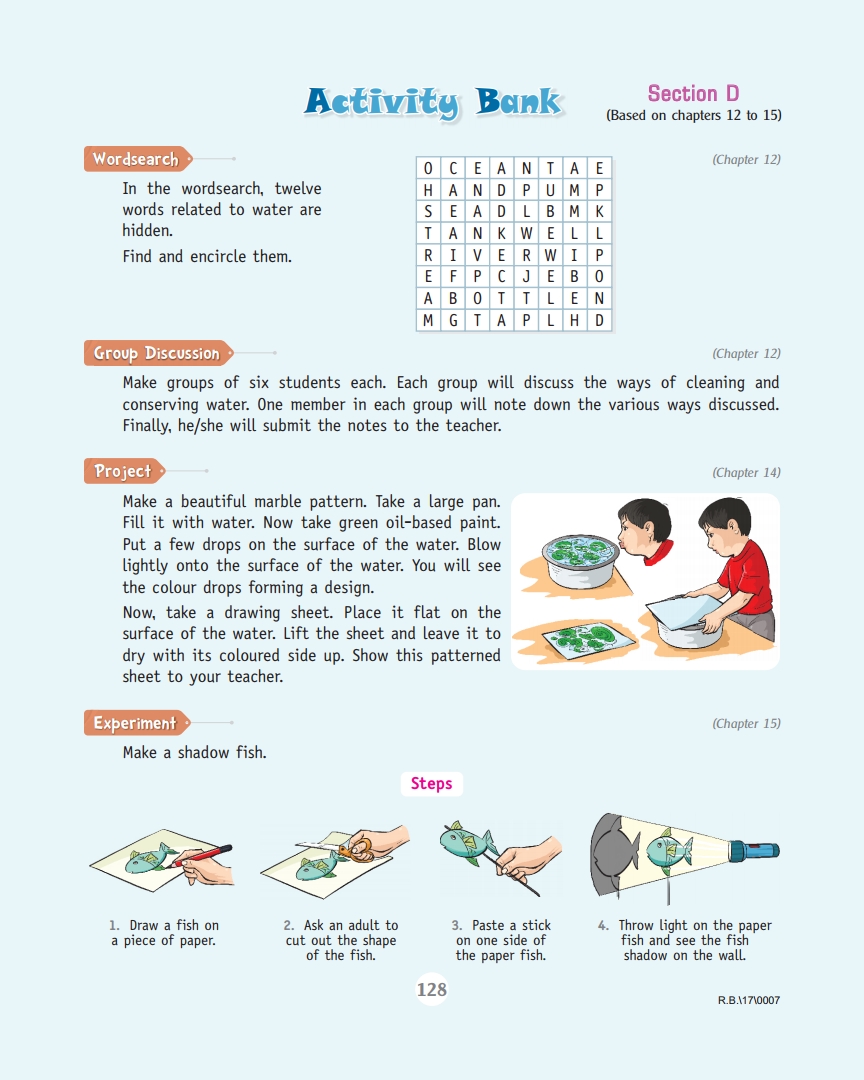 Activity Bank
Section D
(Based on chapters 12 to 15)
Wordsearch
(Chapter 12)
In the wordsearch, twelve
words related to water are
hidden.
Find and encircle them.
O C E A N T A E
H A N D P U M P
S E A D L B M K
T A N K W E L L
R I V E R W I P
E F P C J E B O
A B O T T L E N
M G T A P L H D
Group Discussion
(Chapter 12)
Make groups of six students each. Each group will discuss the ways of cleaning and
conserving water. One member in each group will note down the various ways discussed.
Finally, he/she will submit the notes to the teacher.
Project
(Chapter 14)
Make a beautiful marble pattern. Take a large pan.
Fill it with water. Now take green oil-based paint.
Put a few drops on the surface of the water. Blow
lightly onto the surface of the water. You will see
the colour drops forming a design.
Now, take a drawing sheet. Place it flat on the
surface of the water. Lift the sheet and leave it to
dry with its coloured side up. Show this patterned
sheet to your teacher.
Experiment
(Chapter 15)
Make a shadow fish.
Steps
1. Draw a fish on
a piece of paper.
2. Ask an adult to
cut out the shape
of the fish.
3. Paste a stick
on one side of
the paper fish.
4. Throw light on the paper
fish and see the fish
shadow on the wall.
128
R.B.\17\0007